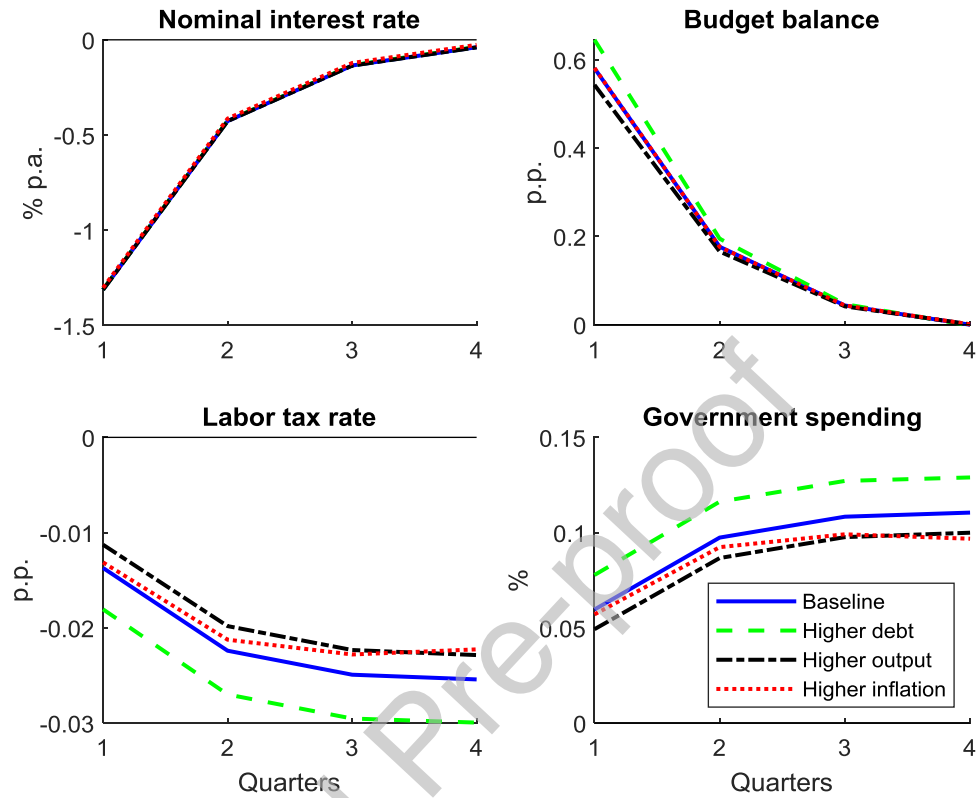 Nominal interest rate
0
-0.5
-1
-1.5
% p.a.
1 2 3 4
Budget balance
0.6
0.4
0.2
0
p.p.
1 2 3 4
Labor tax rate
0
-0.01
-0.02
-0.03
p.p.
1 2 3 4
Quarters
Government spending
0.15
0.1
0.05
0
%
1 2 3 4
Quarters
Baseline
Higher debt
Higher output
Higher inflation
Pre-proof